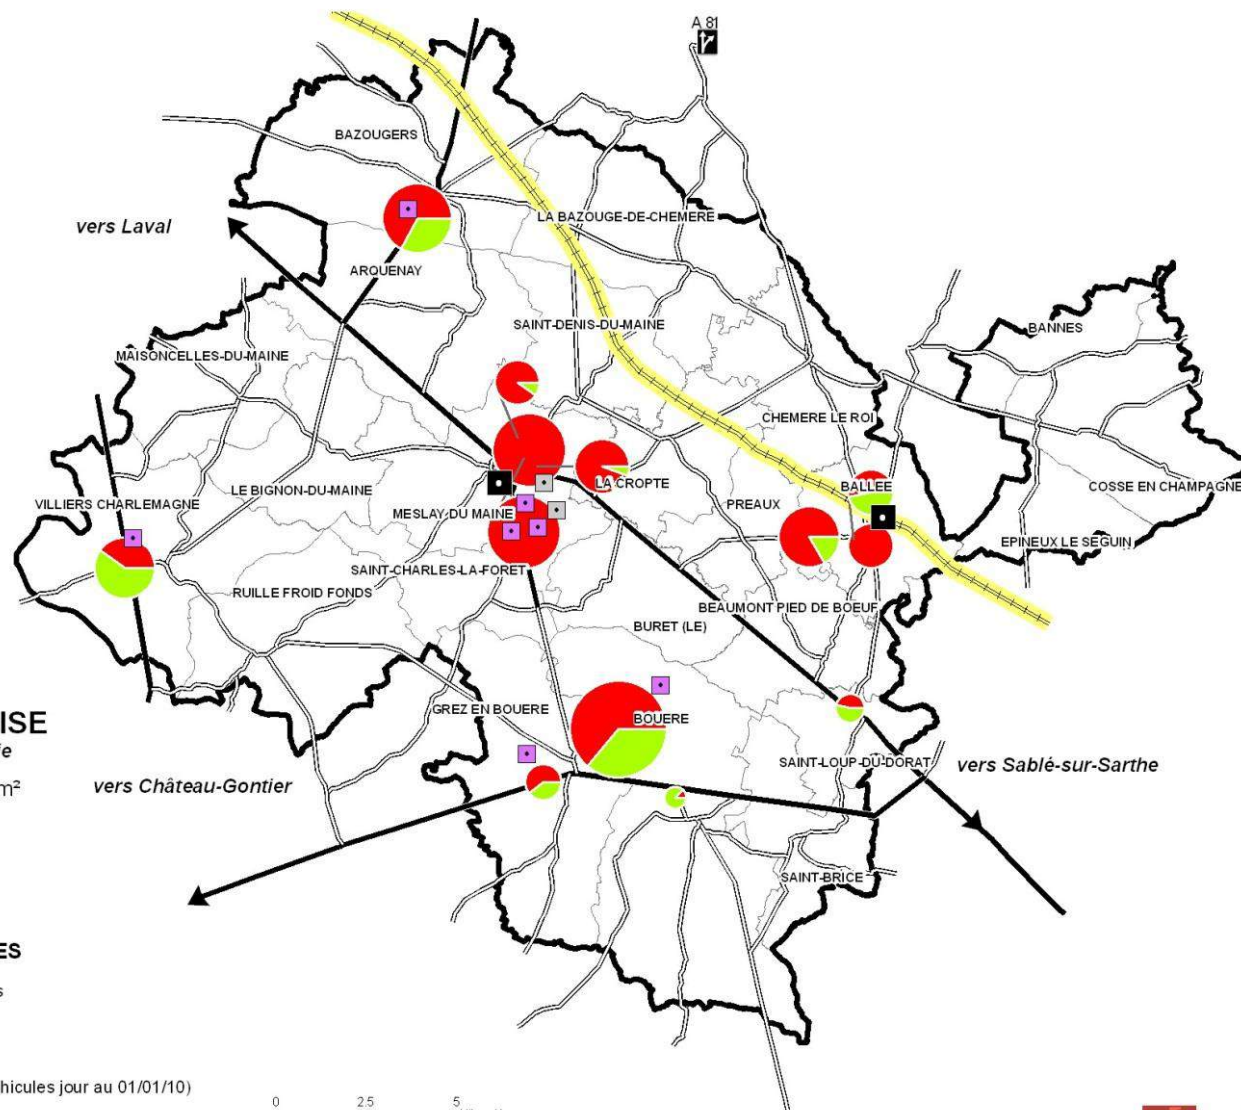 A 81
BAZOUGERS
LA BAZOUGE-DE-CHEMERE
vers Laval
ARQUENAY
SAINT-DENIS-DU-MAINE
BANNES
MAISONCELLES-DU-MAINE
CHEMERE LE ROI
LA CROPTE
BALLEE
COSSE EN CHAMPAGNE
LE BIGNON-DU-MAINE
VILLIERS CHARLEMAGNE
PREAUX
MESLAY-DU MAINE
EPINEUX LE SEGUIN
SAINT-CHARLES-LA-FORET
RUILLE FROID FONDS
BEAUMONT PIED DE BOEUF
BURET (LE)
GREZ EN BOUERE
BOUERE
ISE
ie
m²
vers Château-Gontier
SAINT-LOUP-DU-DORAT
vers Sablé-sur-Sarthe
SAINT-BRICE
ES
s
hicules jour au 01/01/10)
0 2.5 5